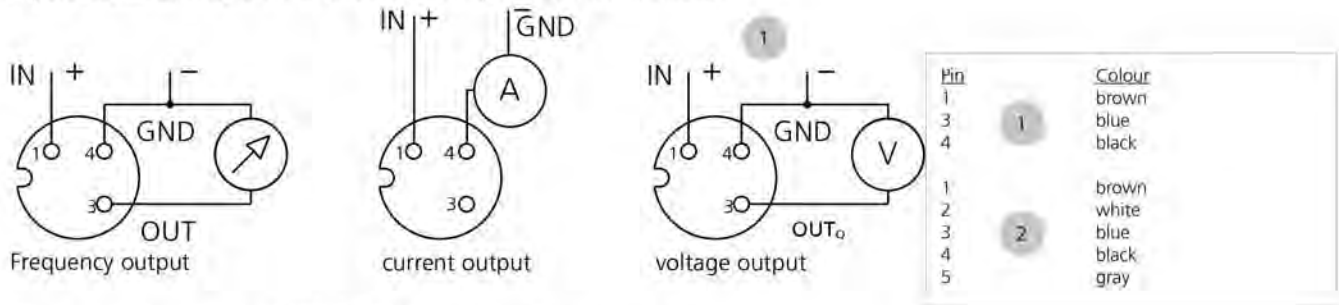 IN + −
1 4 GND
3
OUT
Frequency output
IN + − GND
A
1 4
3
current output
1
IN + −
1 4 GND V
3
OUTQ
voltage output
Pin Colour
1 brown
3 1 blue
4 black
1 brown
2 white
3 2 blue
4 black
5 gray